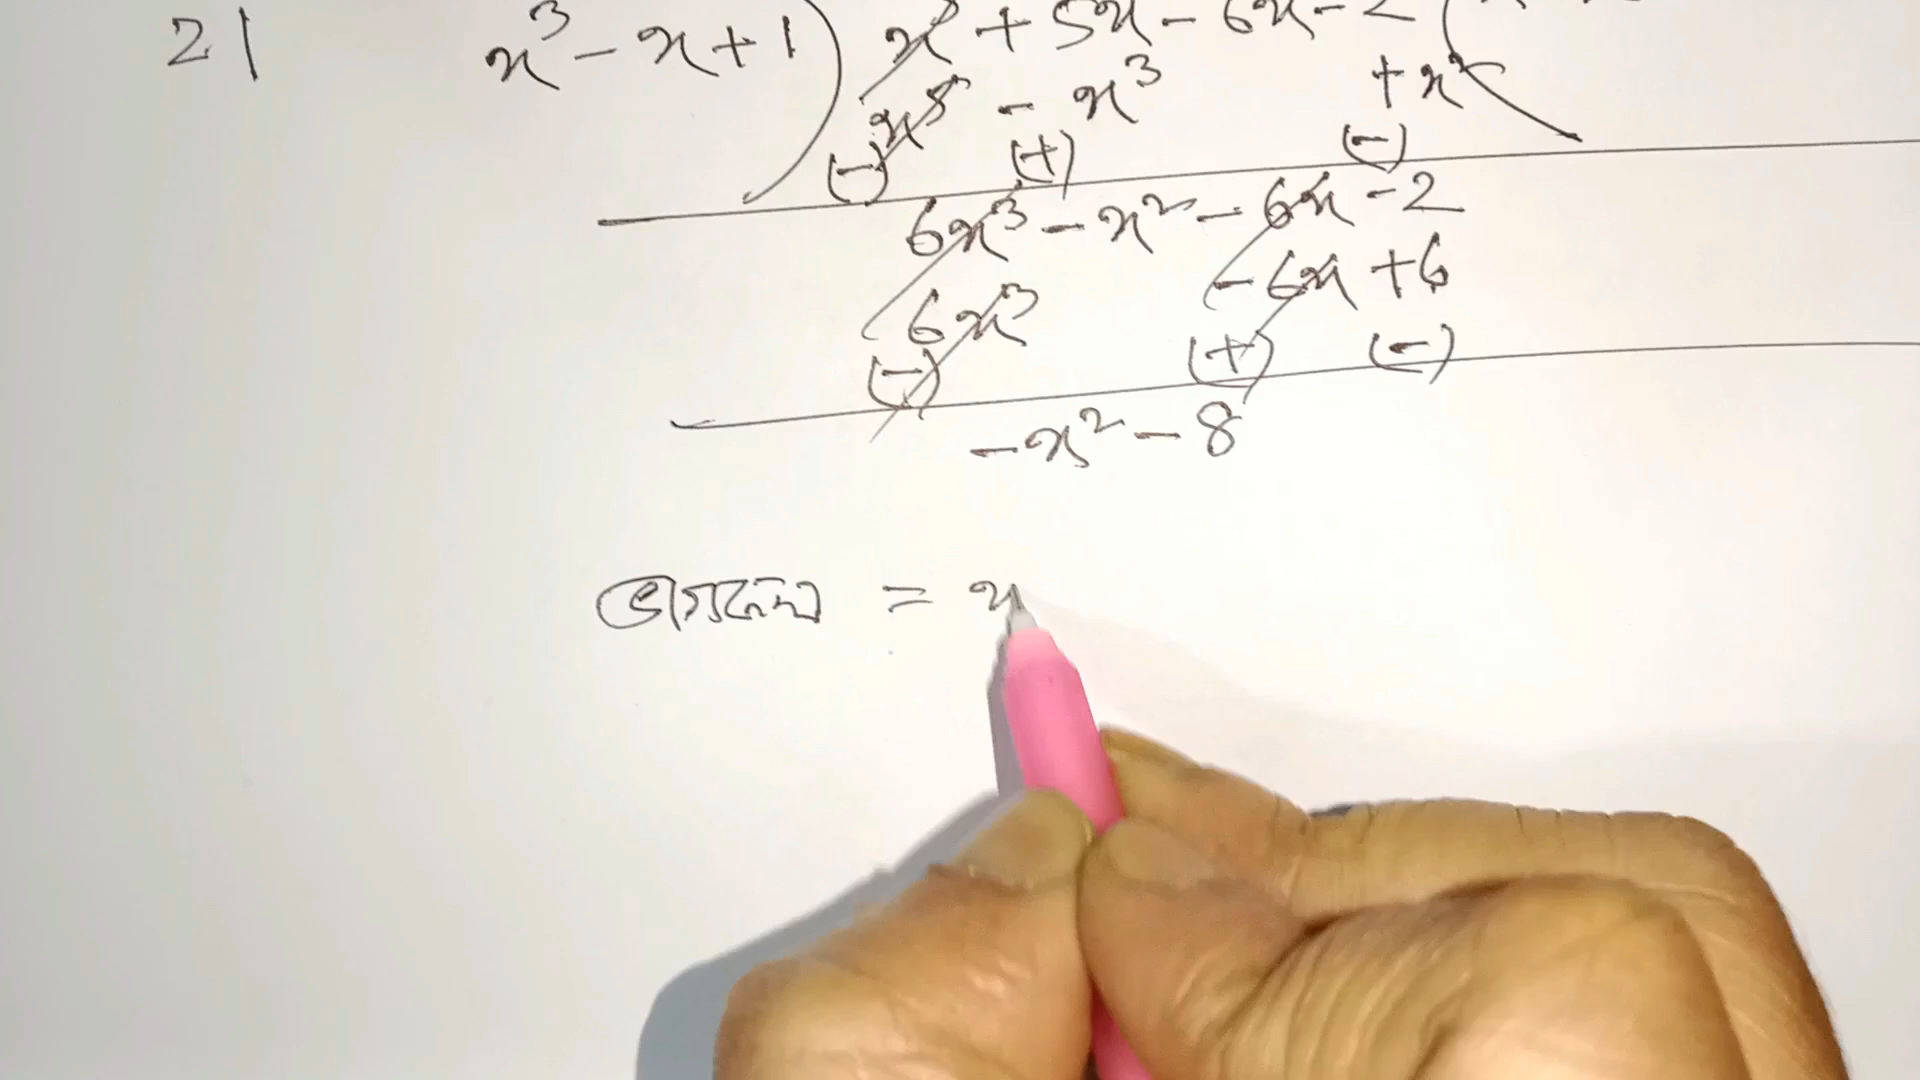 2| x³ - x + 1 ) x⁵ + 5x³ - 6x - 2 (
x⁵ - x³ + x²
(-) (+) (-)
6x³ - x² - 6x - 2
6x³ - 6x + 6
(-) (+) (-)
-x² - 8
ভাগফল = x